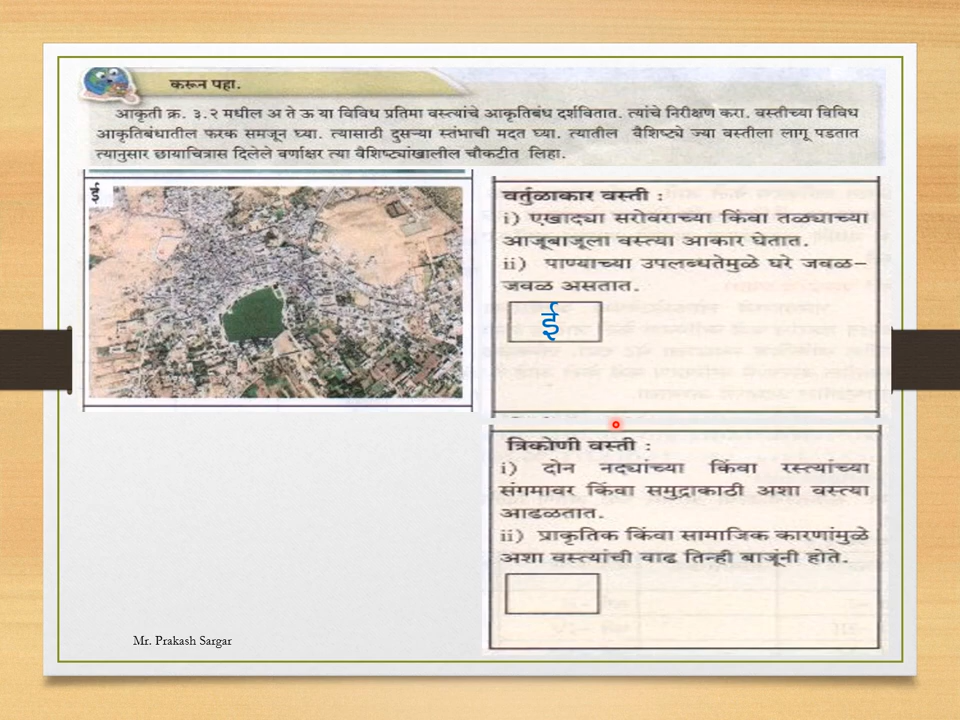 करून पहा.
आकृती क्र. ३.२ मधील अ ते ऊ या विविध प्रतिमा वस्त्यांचे आकृतिबंध दर्शवितात. त्यांचे निरीक्षण करा. वस्तीच्या विविध
आकृतिबंधातील फरक समजून घ्या. त्यासाठी दुसऱ्या स्तंभाची मदत घ्या. त्यातील वैशिष्ट्ये ज्या वस्तीला लागू पडतात
त्यानुसार छायाचित्रास दिलेले वर्णाक्षर त्या वैशिष्ट्यांखालील चौकटीत लिहा.
ई
वर्तुळाकार वस्ती :
i) एखाद्या सरोवराच्या किंवा तळ्याच्या
आजूबाजूला वस्त्या आकार घेतात.
ii) पाण्याच्या उपलब्धतेमुळे घरे जवळ-
जवळ असतात.
ई
त्रिकोणी वस्ती :
i) दोन नद्यांच्या किंवा रस्त्यांच्या
संगमावर किंवा समुद्राकाठी अशा वस्त्या
आढळतात.
ii) प्राकृतिक किंवा सामाजिक कारणांमुळे
अशा वस्त्यांची वाढ तिन्ही बाजूंनी होते.
Mr. Prakash Sargar